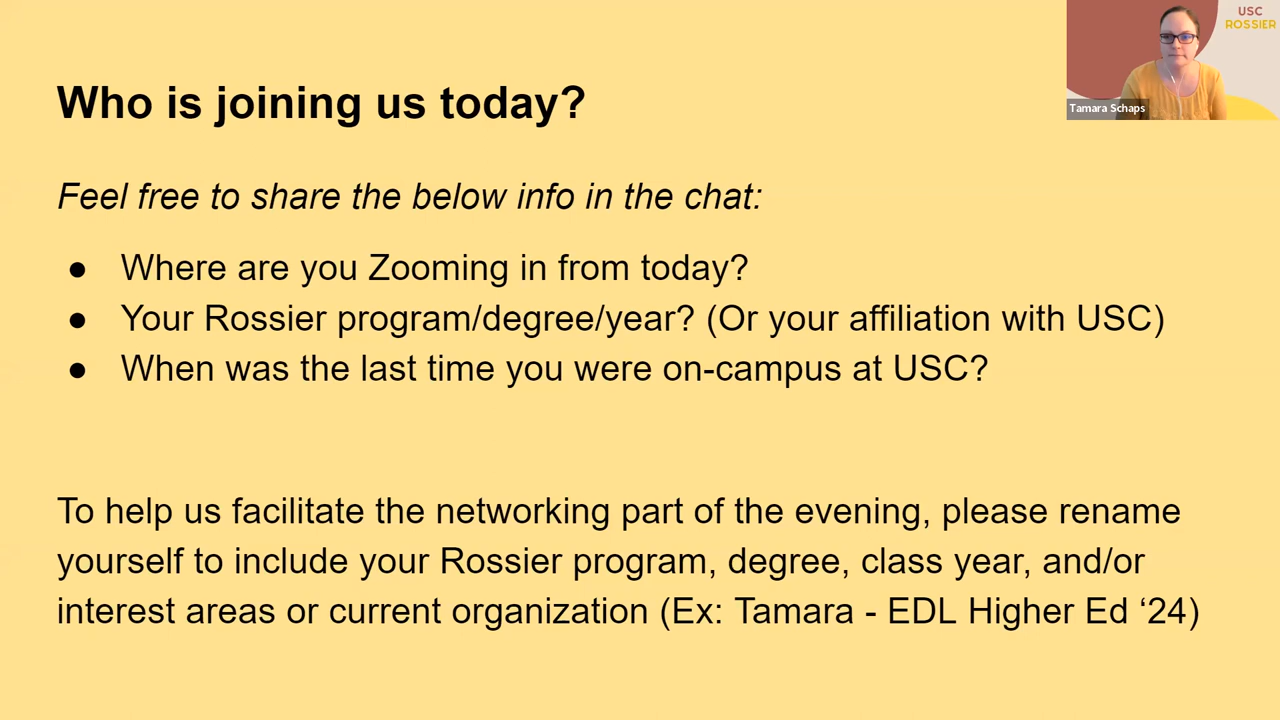 USC
ROSSIER
Tamara Schaps
Who is joining us today?
Feel free to share the below info in the chat:
● Where are you Zooming in from today?
● Your Rossier program/degree/year? (Or your affiliation with USC)
● When was the last time you were on-campus at USC?
To help us facilitate the networking part of the evening, please rename
yourself to include your Rossier program, degree, class year, and/or
interest areas or current organization (Ex: Tamara - EDL Higher Ed ‘24)